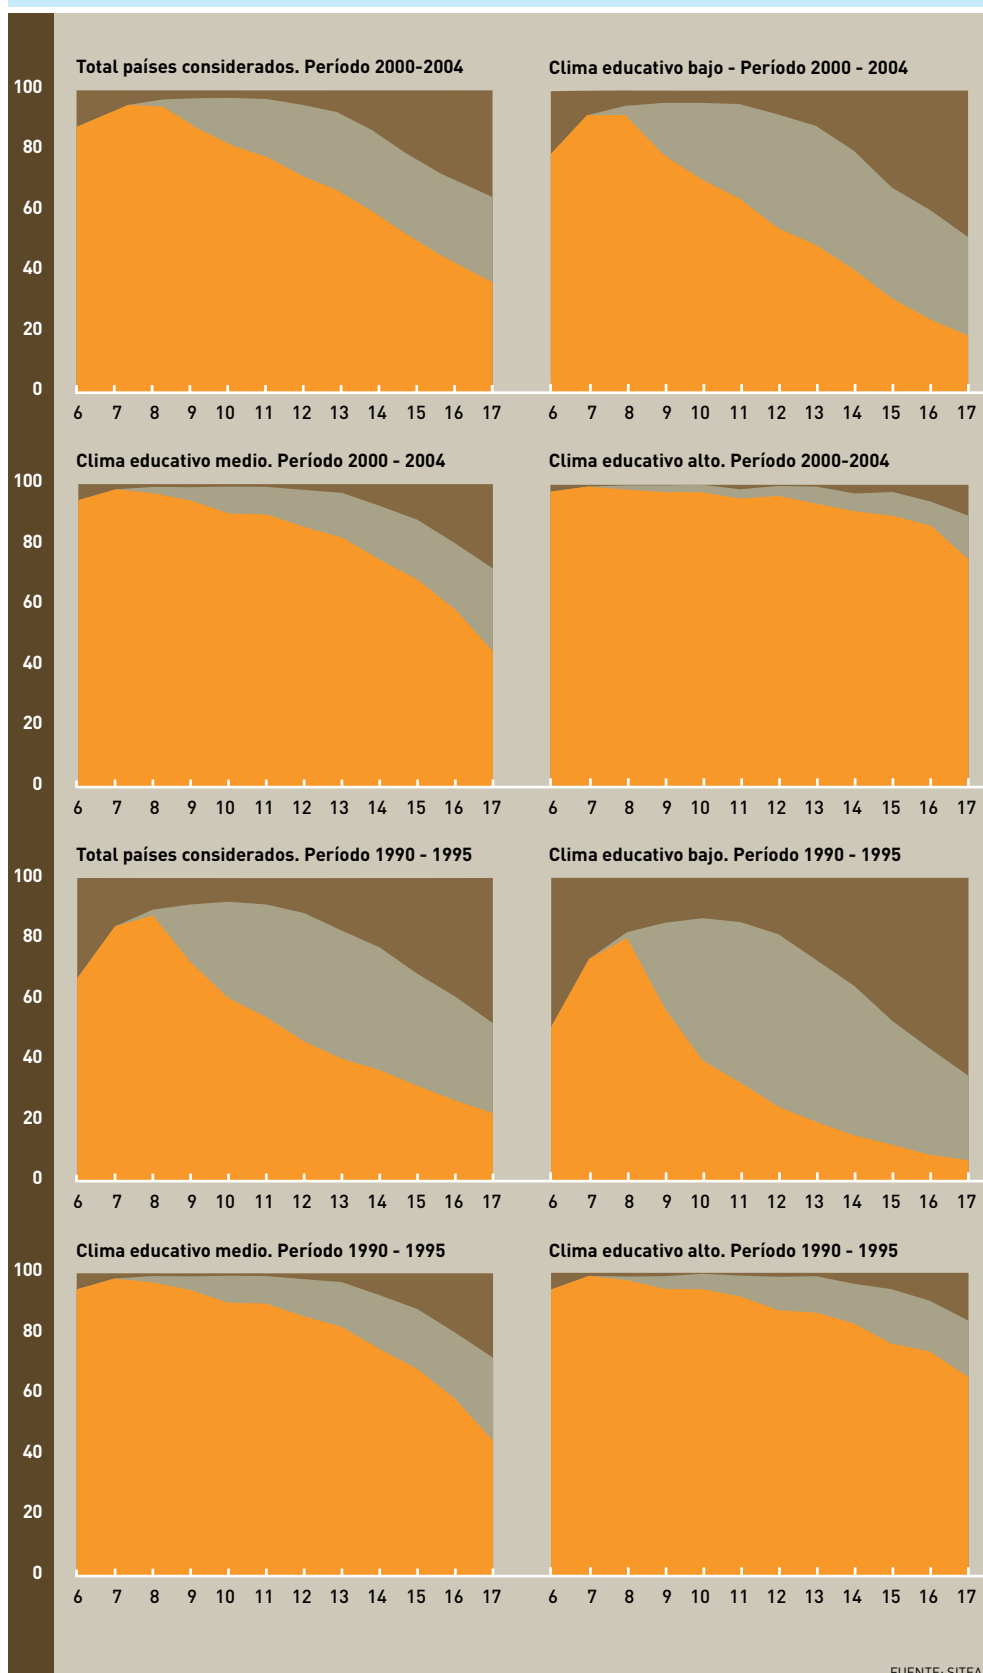 Total países considerados. Período 2000-2004
Clima educativo bajo - Período 2000 - 2004
100
80
60
40
20
0
6 7 8 9 10 11 12 13 14 15 16 17
6 7 8 9 10 11 12 13 14 15 16 17
Clima educativo medio. Período 2000 - 2004
Clima educativo alto. Período 2000-2004
100
80
60
40
20
0
6 7 8 9 10 11 12 13 14 15 16 17
6 7 8 9 10 11 12 13 14 15 16 17
Total países considerados. Período 1990 - 1995
Clima educativo bajo. Período 1990 - 1995
100
80
60
40
20
0
6 7 8 9 10 11 12 13 14 15 16 17
6 7 8 9 10 11 12 13 14 15 16 17
Clima educativo medio. Período 1990 - 1995
Clima educativo alto. Período 1990 - 1995
100
80
60
40
20
0
6 7 8 9 10 11 12 13 14 15 16 17
6 7 8 9 10 11 12 13 14 15 16 17
FUENTE: